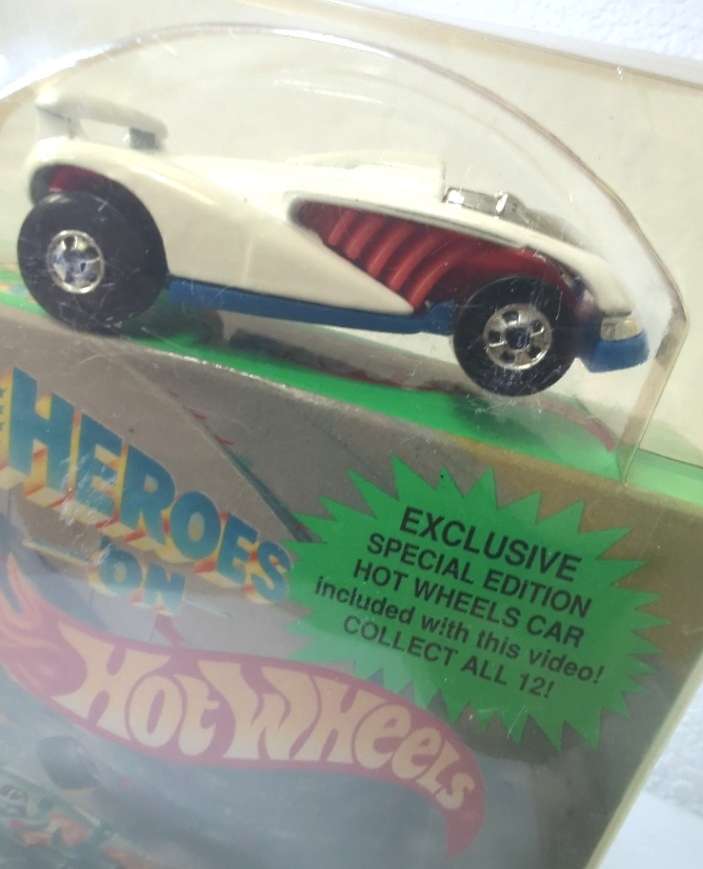 HEROES
ON
HOT WHEELS
EXCLUSIVE
SPECIAL EDITION
HOT WHEELS CAR
included with this video!
COLLECT ALL 12!